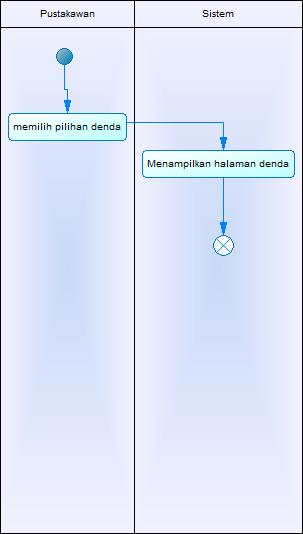 Pustakawan
Sistem
memilih pilihan denda
Menampilkan halaman denda